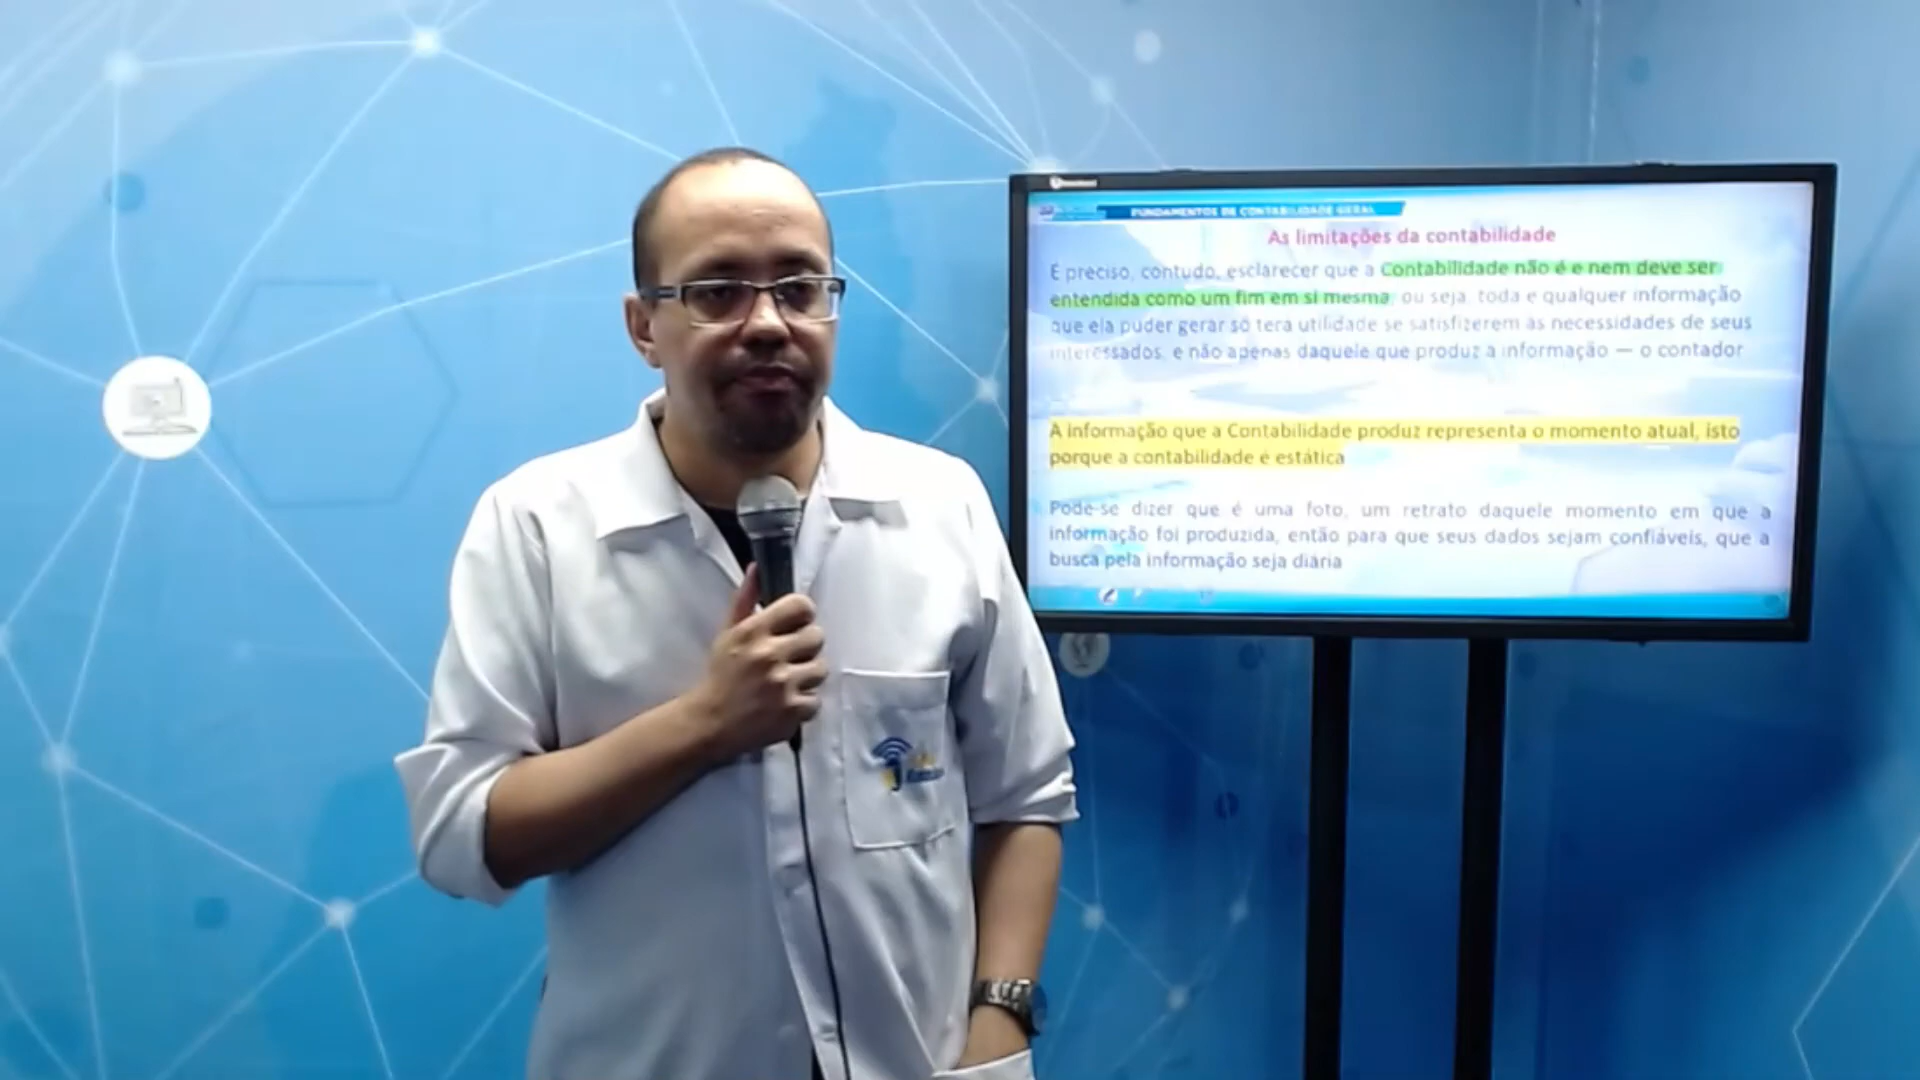 FUNDAMENTOS DE CONTABILIDADE GERAL
As limitações da contabilidade
É preciso, contudo, esclarecer que a Contabilidade não é e nem deve ser
entendida como um fim em si mesma, ou seja, toda e qualquer informação
que ela puder gerar só terá utilidade se satisfizerem as necessidades de seus
interessados, e não apenas daquele que produz a informação — o contador
A informação que a Contabilidade produz representa o momento atual, isto
porque a contabilidade é estática
Pode-se dizer que é uma foto, um retrato daquele momento em que a
informação foi produzida, então para que seus dados sejam confiáveis, que a
busca pela informação seja diária